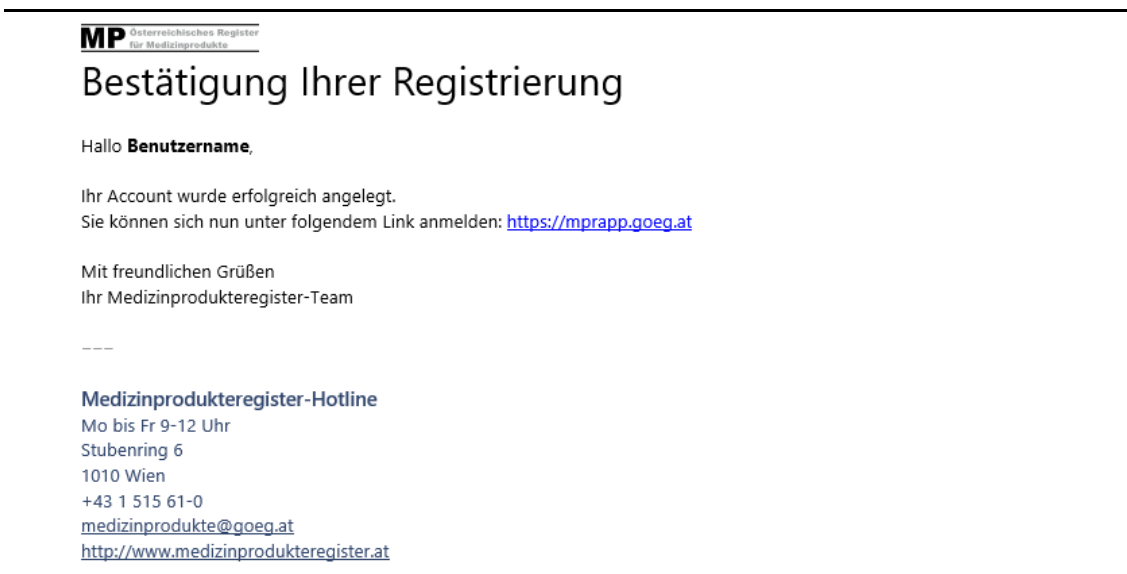 MP Österreichisches Register
für Medizinprodukte
Bestätigung Ihrer Registrierung
Hallo Benutzername,
Ihr Account wurde erfolgreich angelegt.
Sie können sich nun unter folgendem Link anmelden: https://mprapp.goeg.at
Mit freundlichen Grüßen
Ihr Medizinprodukteregister-Team
---
Medizinprodukteregister-Hotline
Mo bis Fr 9-12 Uhr
Stubenring 6
1010 Wien
+43 1 515 61-0
medizinprodukte@goeg.at
http://www.medizinprodukteregister.at